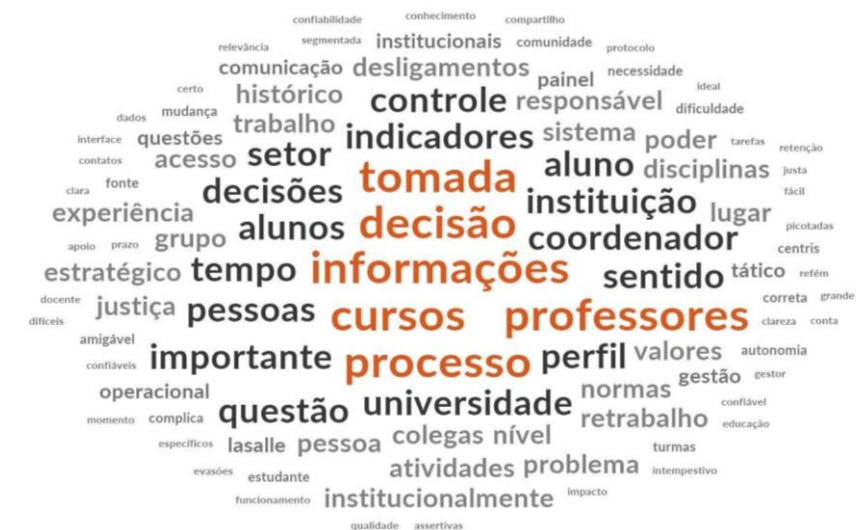 confiabilidade conhecimento compartilho
relevância segmentada institucionais comunidade protocolo
comunicação desligamentos painel necessidade
certo histórico controle responsável ideal
dados mudança trabalho indicadores sistema poder dificuldade
interface questões tarefas retenção
contatos acesso setor tomada aluno disciplinas justa
clara fonte decisões instituição fácil
experiência alunos decisão coordenador lugar picotadas
apoio prazo grupo centris
estratégico tempo informações sentido tático refém
docente justiça pessoas cursos professores correta grande
difíceis clareza conta
amigável importante processo perfil valores autonomia
confiáveis gestão gestor
operacional questão universidade normas confiável
momento complica retrabalho educação
específicos lasalle pessoa colegas nível turmas
evasões estudante atividades problema intempestivo
funcionamento institucionalmente impacto
qualidade assertivas